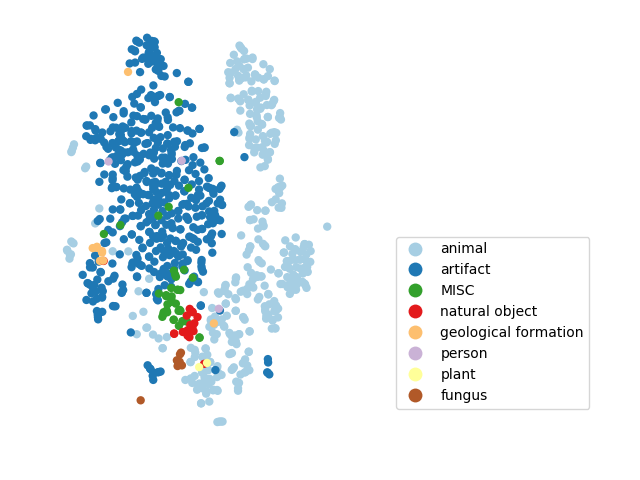 animal
artifact
MISC
natural object
geological formation
person
plant
fungus